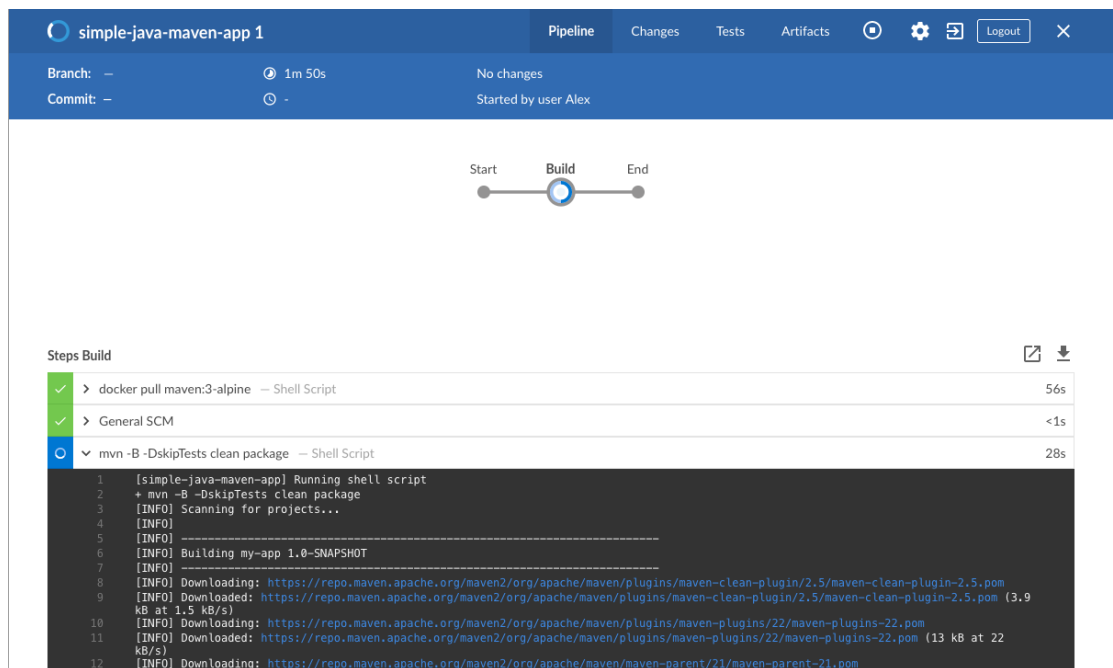 simple-java-maven-app 1 Pipeline Changes Tests Artifacts Logout
Branch: — 1m 50s No changes
Commit: — - Started by user Alex
Start Build End
Steps Build
docker pull maven:3-alpine — Shell Script 56s
General SCM <1s
mvn -B -DskipTests clean package — Shell Script 28s
1 [simple-java-maven-app] Running shell script
2 + mvn -B -DskipTests clean package
3 [INFO] Scanning for projects...
4 [INFO]
5 [INFO] ------------------------------------------------------------------------
6 [INFO] Building my-app 1.0-SNAPSHOT
7 [INFO] ------------------------------------------------------------------------
8 [INFO] Downloading: https://repo.maven.apache.org/maven2/org/apache/maven/plugins/maven-clean-plugin/2.5/maven-clean-plugin-2.5.pom
9 [INFO] Downloaded: https://repo.maven.apache.org/maven2/org/apache/maven/plugins/maven-clean-plugin/2.5/maven-clean-plugin-2.5.pom (3.9
kB at 1.5 kB/s)
10 [INFO] Downloading: https://repo.maven.apache.org/maven2/org/apache/maven/plugins/maven-plugins/22/maven-plugins-22.pom
11 [INFO] Downloaded: https://repo.maven.apache.org/maven2/org/apache/maven/plugins/maven-plugins/22/maven-plugins-22.pom (13 kB at 22
kB/s)
12 [INFO] Downloading: https://repo.maven.apache.org/maven2/org/apache/maven/maven-parent/21/maven-parent-21.pom